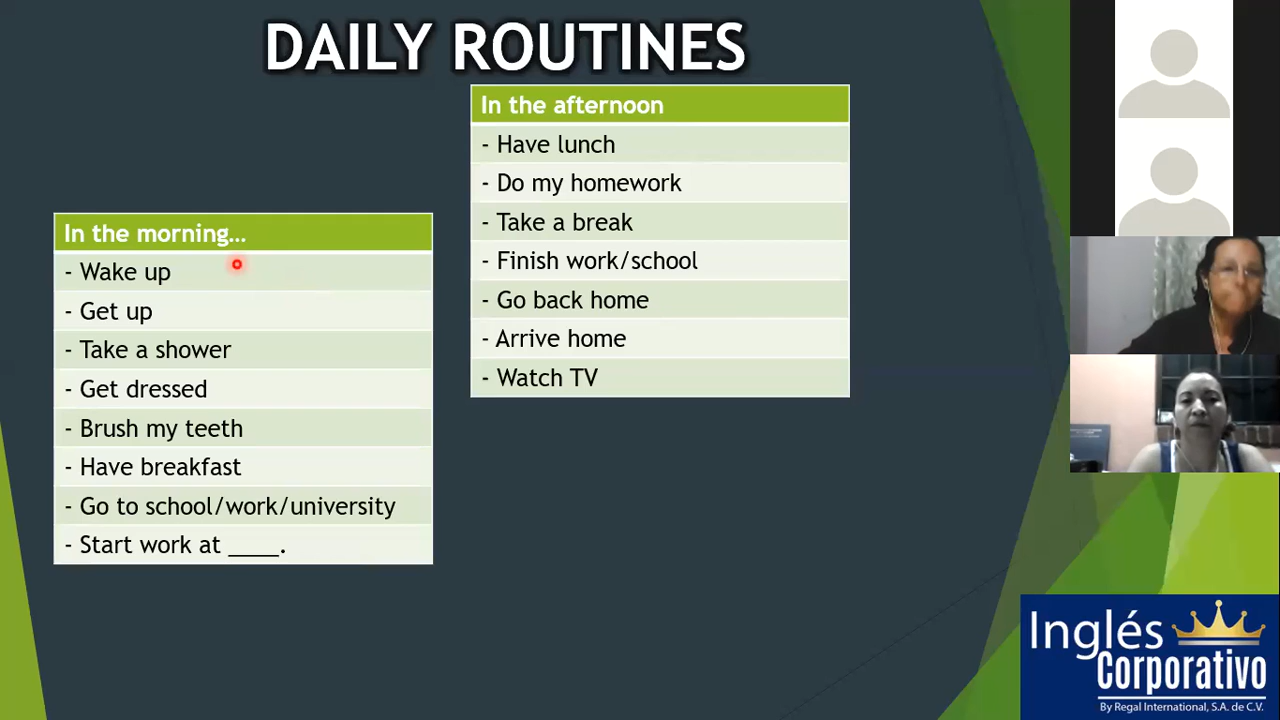 DAILY ROUTINES
In the morning...
- Wake up
- Get up
- Take a shower
- Get dressed
- Brush my teeth
- Have breakfast
- Go to school/work/university
- Start work at ____.
In the afternoon
- Have lunch
- Do my homework
- Take a break
- Finish work/school
- Go back home
- Arrive home
- Watch TV
Inglés
Corporativo
By Regal International, S.A. de C.V.